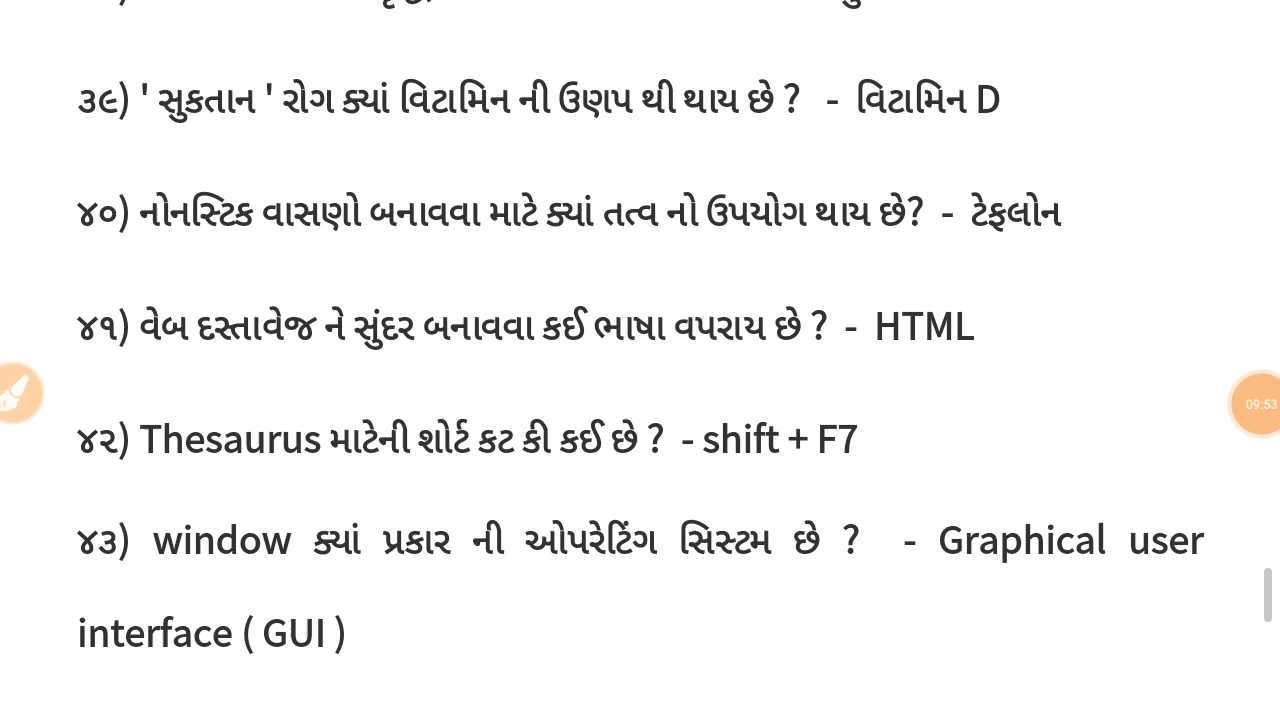 ૩૯) ' સુકતાન ' રોગ ક્યાં વિટામિન ની ઉણપ થી થાય છે ? - વિટામિન D
૪૦) નોનસ્ટિક વાસણો બનાવવા માટે ક્યાં તત્વ નો ઉપયોગ થાય છે? - ટેફલોન
૪૧) વેબ દસ્તાવેજ ને સુંદર બનાવવા કઈ ભાષા વપરાય છે ? - HTML
09:53
૪૨) Thesaurus માટેની શોર્ટ કટ કી કઈ છે ? - shift + F7
૪૩) window ક્યાં પ્રકાર ની ઓપરેટિંગ સિસ્ટમ છે ? - Graphical user
interface ( GUI )